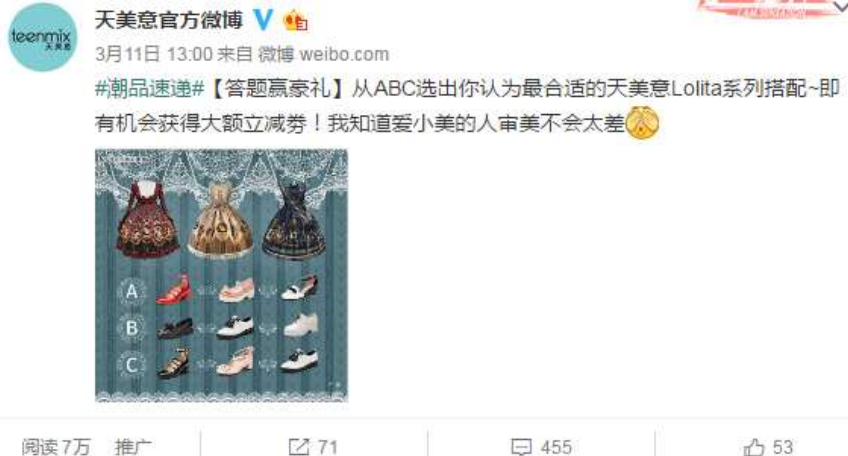 teenmix
天美意
天美意官方微博
3月11日 13:00 来自 微博 weibo.com
#潮品速递#【答题赢豪礼】从ABC选出你认为最合适的天美意Lolita系列搭配~即
有机会获得大额立减劵！我知道爱小美的人审美不会太差
A
B
C
阅读7万 推广 71 455 53